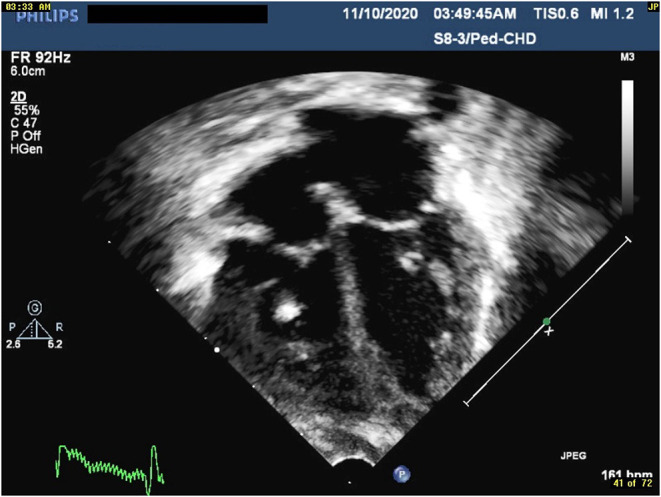 03:33 AM
PHILIPS
11/10/2020 03:49:45AM TIS0.6 MI 1.2
JP
S8-3/Ped-CHD
FR 92Hz
6.0cm
M3
2D
55%
C 47
P Off
HGen
G
P R
2.6 5.2
x
P
JPEG
161 bpm
41 of 72